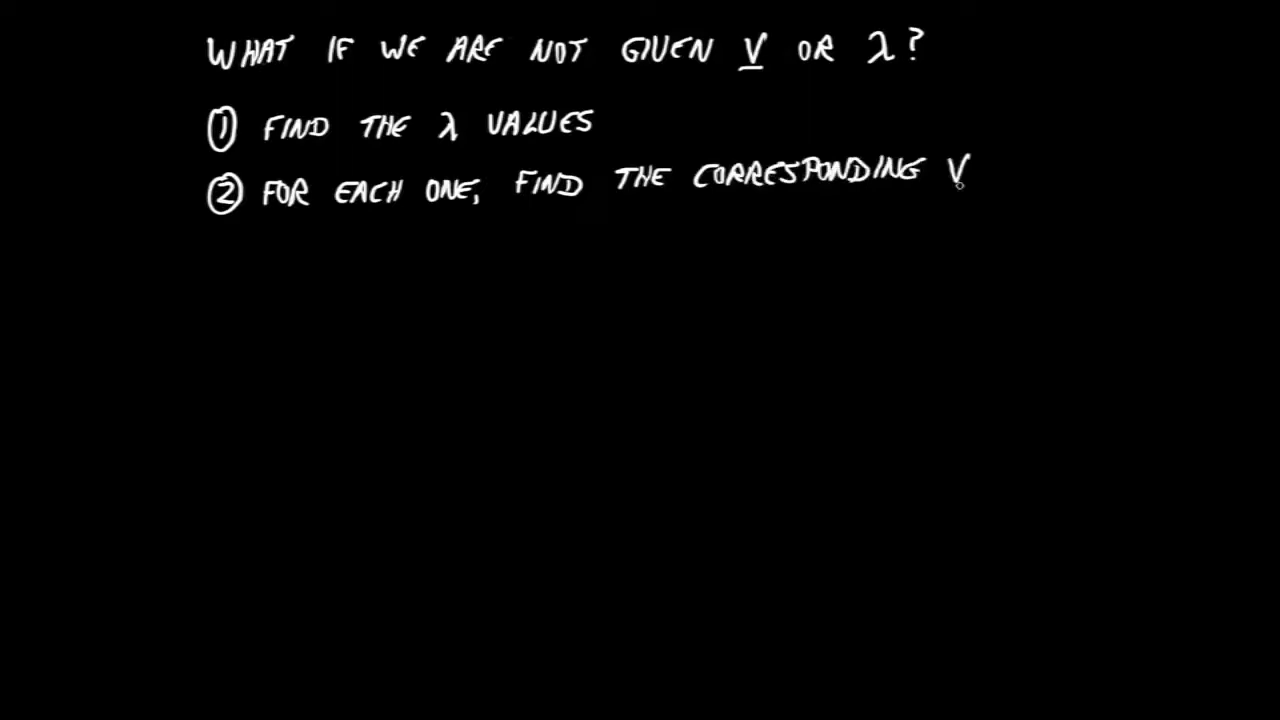 WHAT IF WE ARE NOT GIVEN V OR λ?
① FIND THE λ VALUES
② FOR EACH ONE, FIND THE CORRESPONDING V